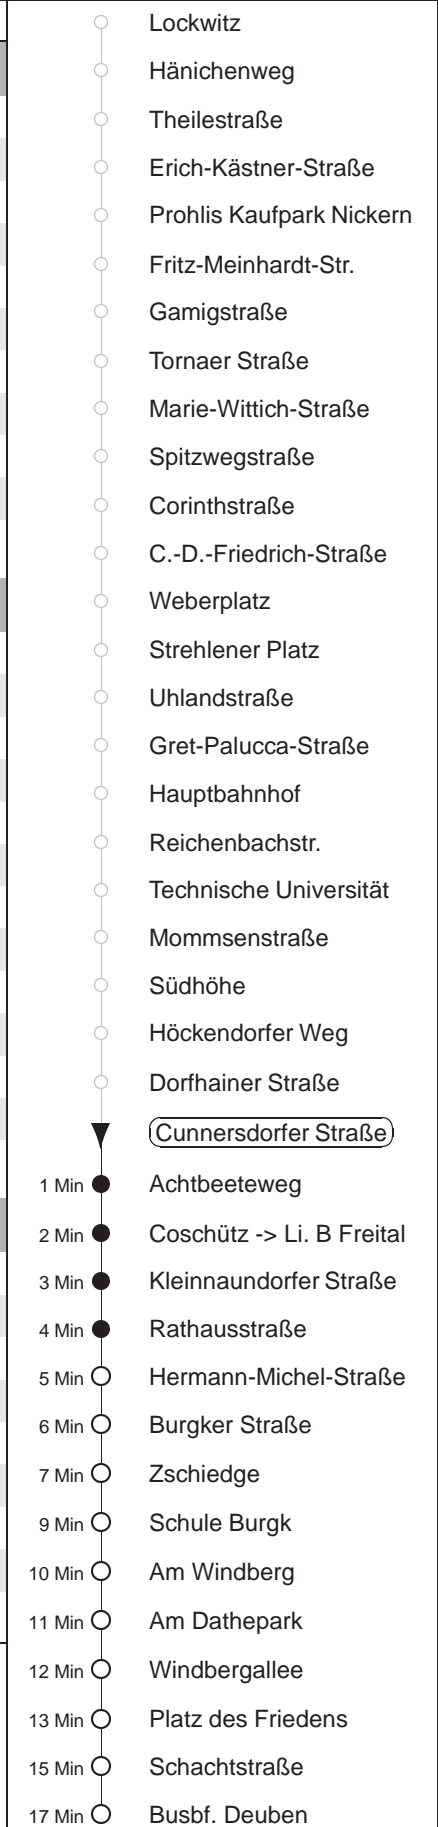 Lockwitz
Hänichenweg
Theilestraße
Erich-Kästner-Straße
Prohlis Kaufpark Nickern
Fritz-Meinhardt-Str.
Gamigstraße
Tornaer Straße
Marie-Wittich-Straße
Spitzwegstraße
Corinthstraße
C.-D.-Friedrich-Straße
Weberplatz
Strehlener Platz
Uhlandstraße
Gret-Palucca-Straße
Hauptbahnhof
Reichenbachstr.
Technische Universität
Mommsenstraße
Südhöhe
Höckendorfer Weg
Dorfhainer Straße
Cunnersdorfer Straße
1 Min Achtbeeteweg
2 Min Coschütz -> Li. B Freital
3 Min Kleinnaundorfer Straße
4 Min Rathausstraße
5 Min Hermann-Michel-Straße
6 Min Burgker Straße
7 Min Zschiedge
9 Min Schule Burgk
10 Min Am Windberg
11 Min Am Dathepark
12 Min Windbergallee
13 Min Platz des Friedens
15 Min Schachtstraße
17 Min Busbf. Deuben